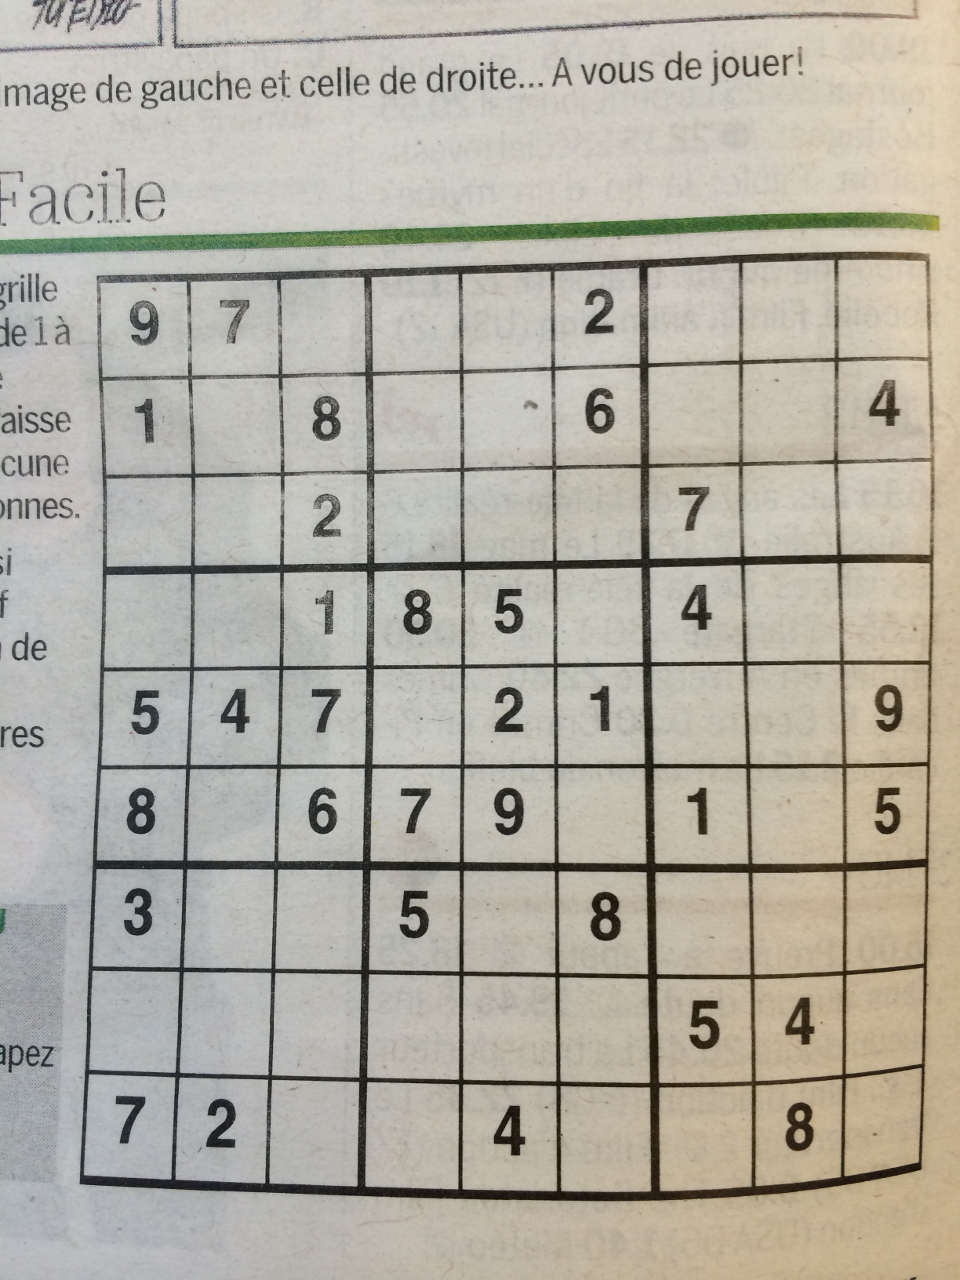 image de gauche et celle de droite... A vous de jouer!
Facile
grille
de 1 à
aisse
cune
onnes.
si
f
de
res
apez
9 7 2
1 8 6 4
2 7
1 8 5 4
5 4 7 2 1 9
8 6 7 9 1 5
3 5 8
5 4
7 2 4 8